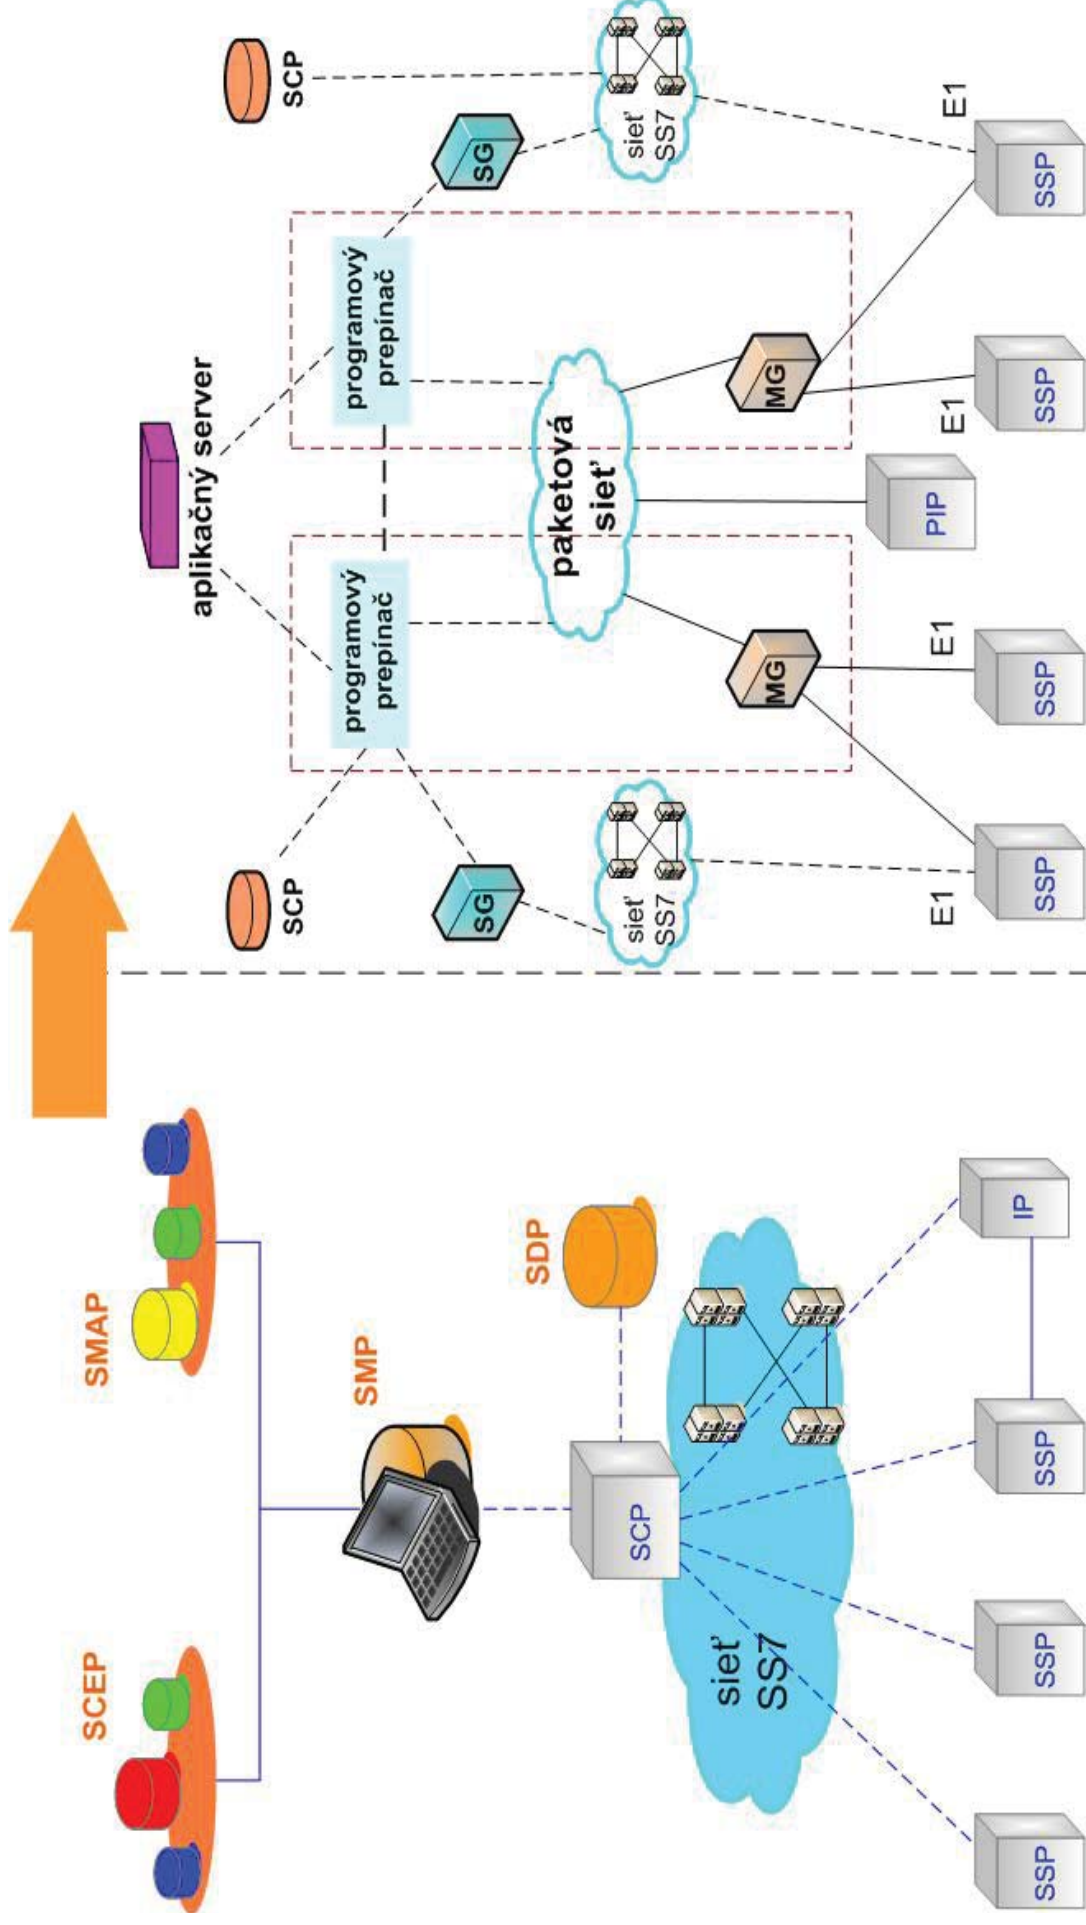 SCEP
SMAP
SMP
SDP
SCP
sieť
SS7
SSP
SSP
SSP
IP
aplikačný server
SCP
SCP
programový
prepínač
programový
prepínač
SG
SG
sieť
SS7
paketová
sieť
sieť
SS7
MG
MG
E1
E1
E1
E1
SSP
SSP
PIP
SSP
SSP